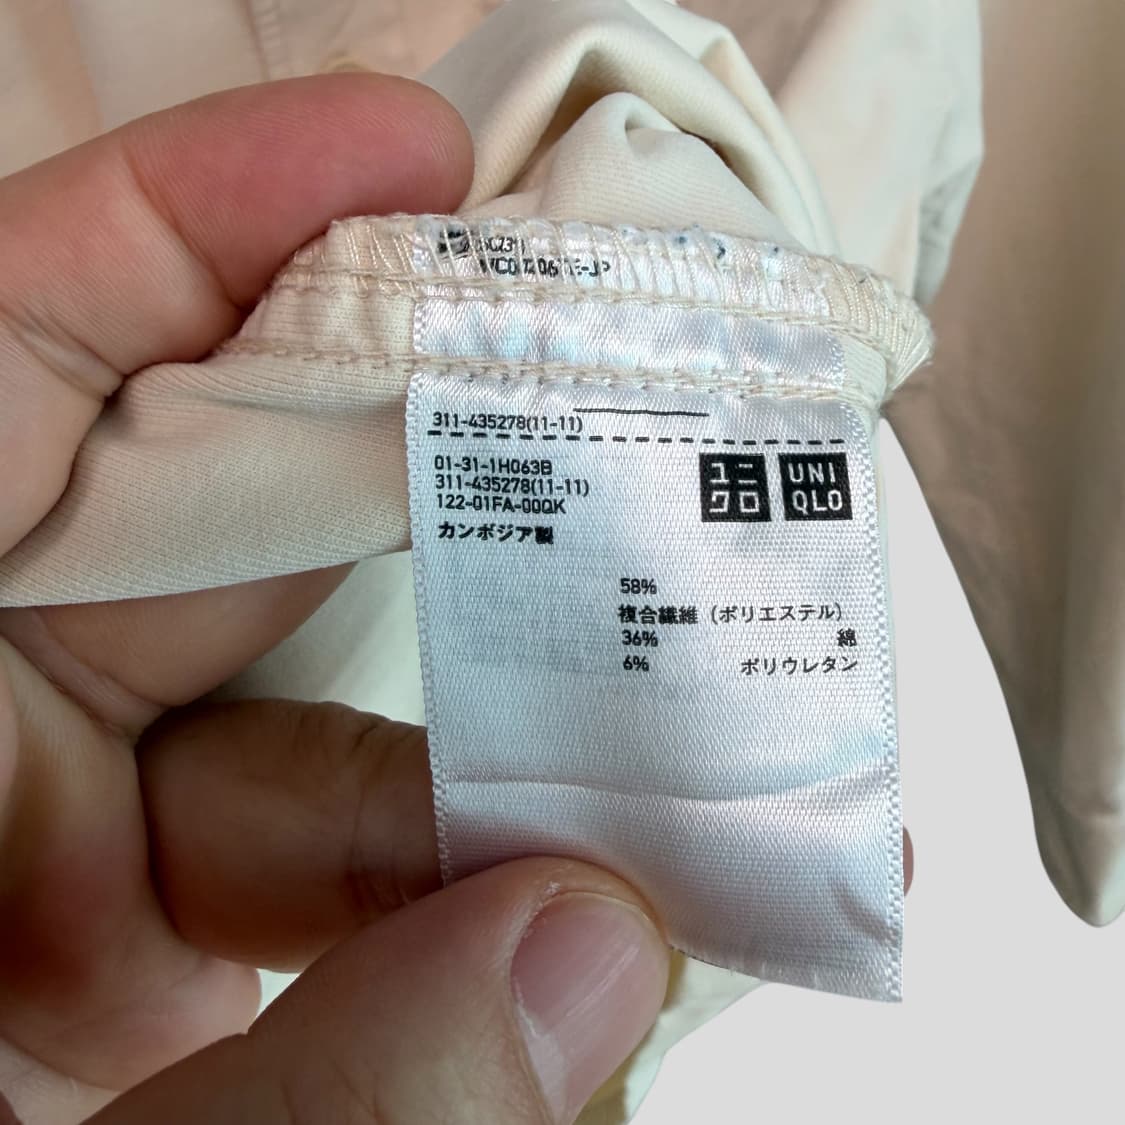 311-435278(11-11)
01-31-1H063B
311-435278(11-11)
122-01FA-00QK
カンボジア製
ユニ
クロ
UNI
QLO
58%
複合繊維（ポリエステル）
36% 綿
6% ポリウレタン